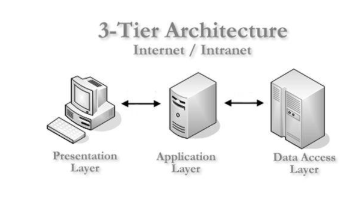 3-Tier Architecture
Internet / Intranet
Presentation
Layer
Application
Layer
Data Access
Layer